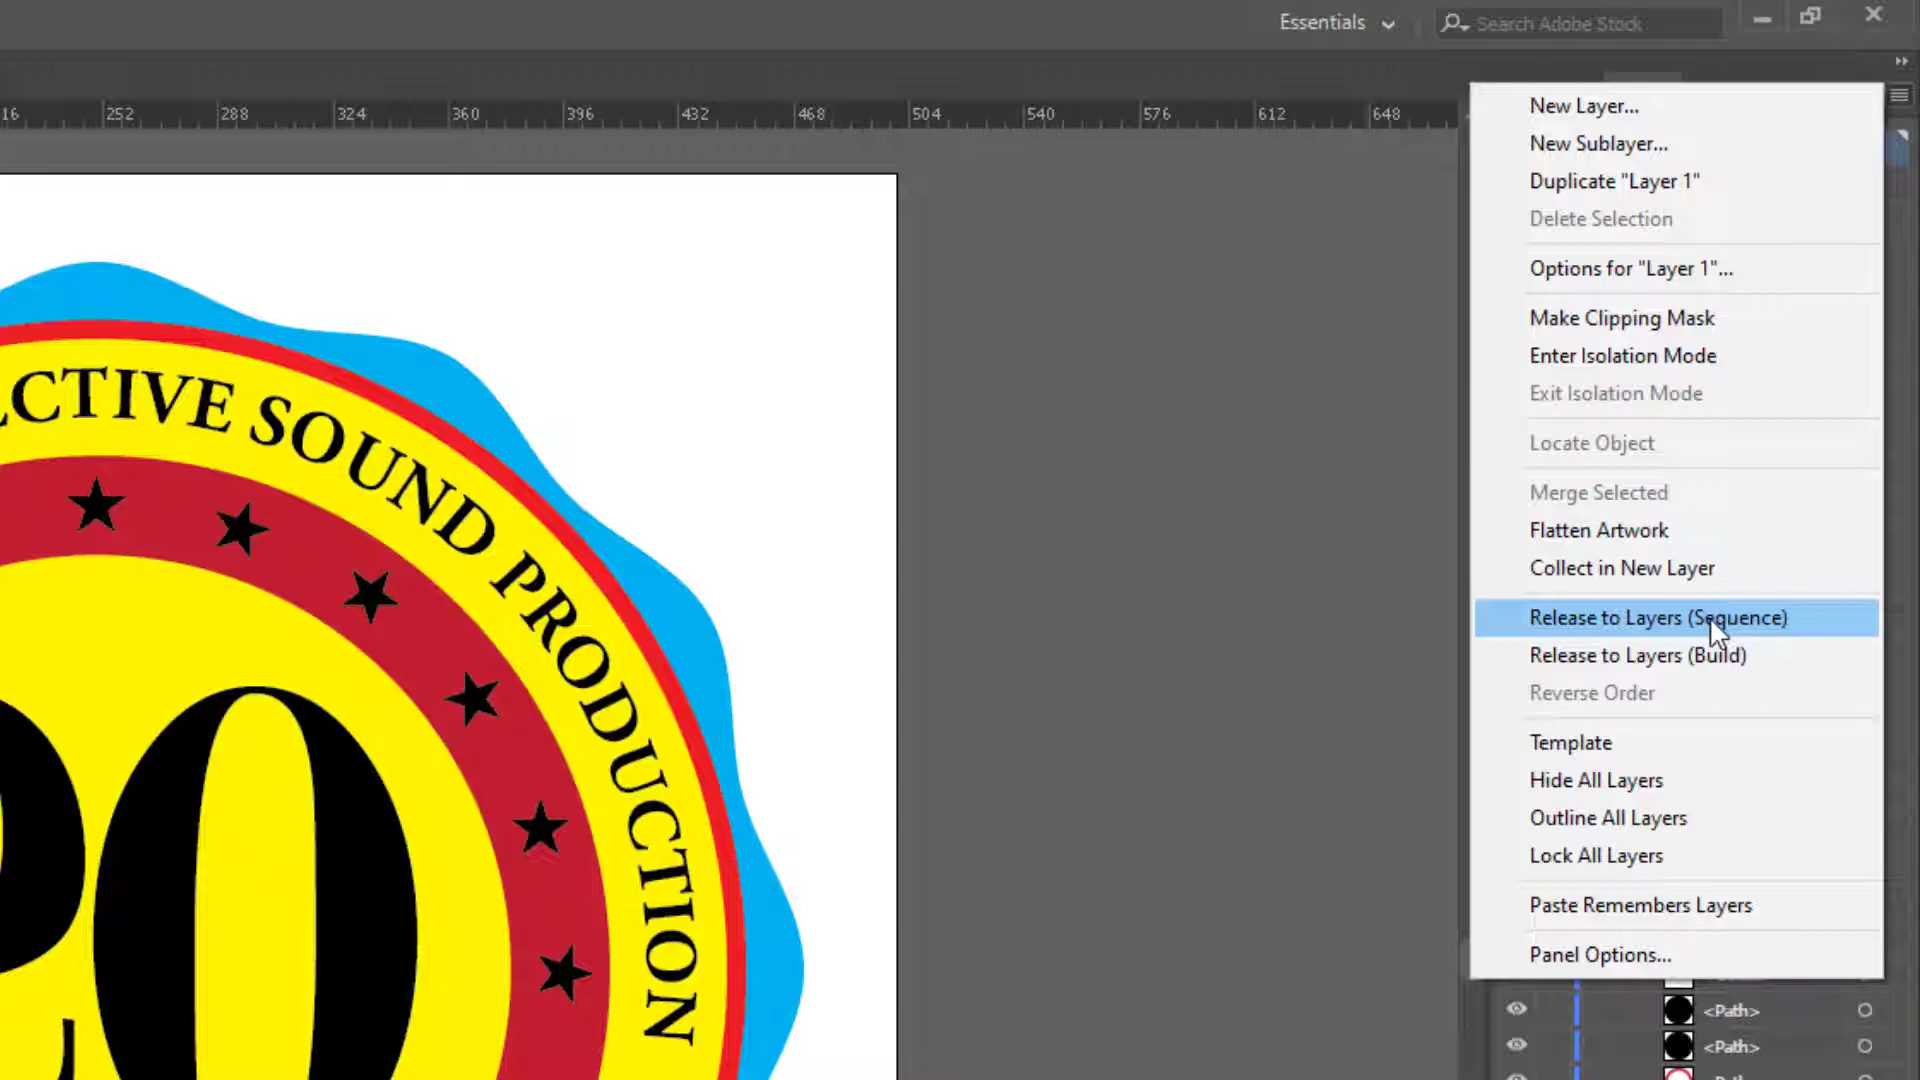 Essentials
Search Adobe Stock
16 252 288 324 360 396 432 468 504 540 576 612 648
New Layer...
New Sublayer...
Duplicate "Layer 1"
Delete Selection
Options for "Layer 1"...
Make Clipping Mask
Enter Isolation Mode
Exit Isolation Mode
Locate Object
Merge Selected
Flatten Artwork
Collect in New Layer
Release to Layers (Sequence)
Release to Layers (Build)
Reverse Order
Template
Hide All Layers
Outline All Layers
Lock All Layers
Paste Remembers Layers
Panel Options...
<Path>
<Path>
ECTIVE SOUND PRODUCTION